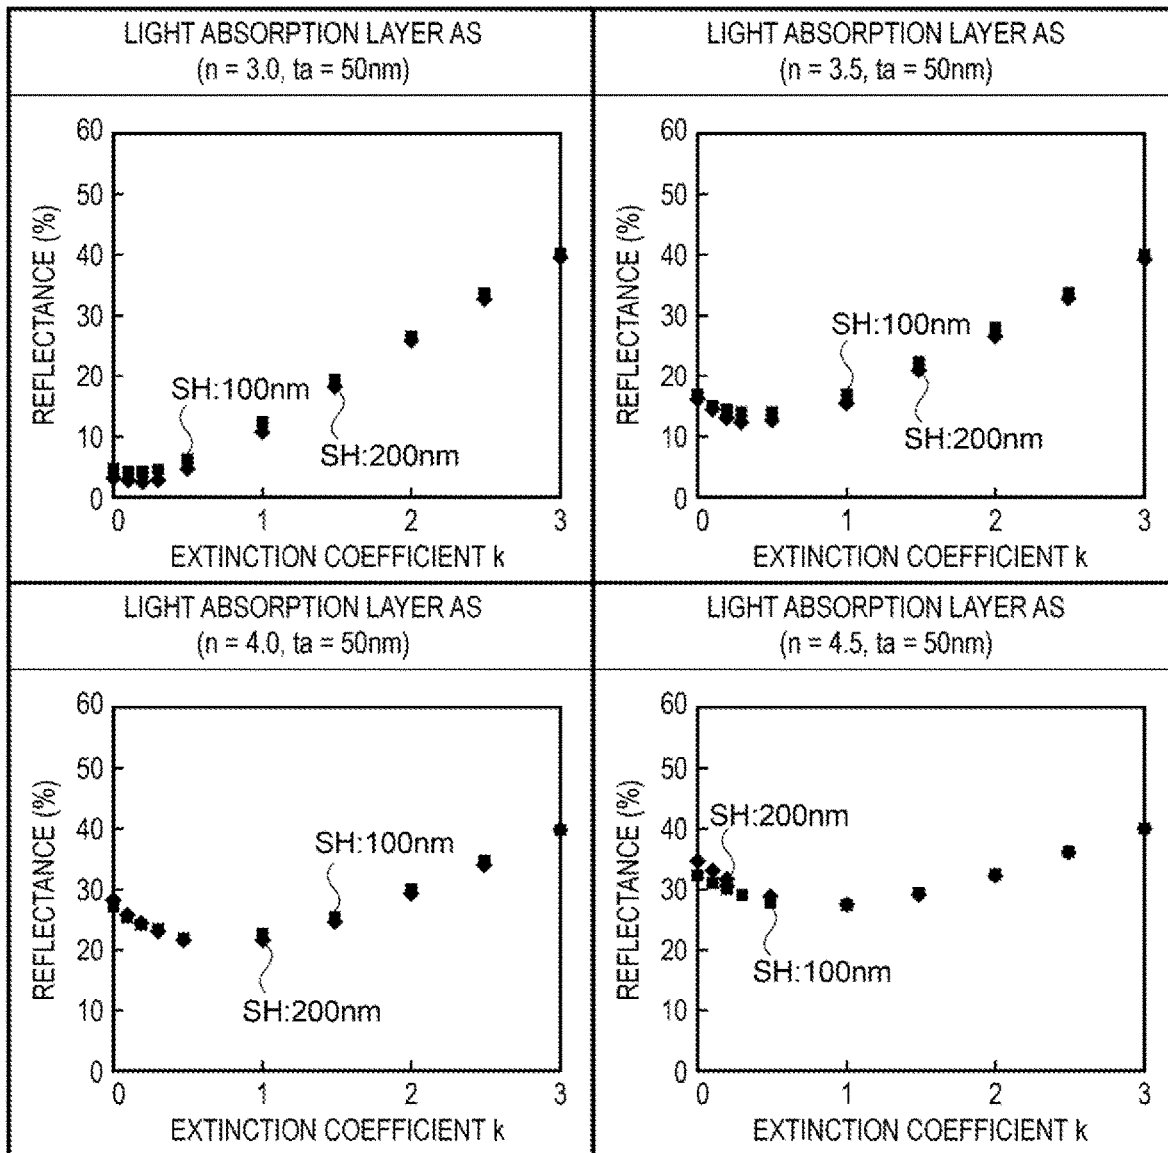 LIGHT ABSORPTION LAYER AS
(n = 3.0, ta = 50nm)
REFLECTANCE (%)
60
50
40
30
20
10
0
SH:100nm
SH:200nm
0 1 2 3
EXTINCTION COEFFICIENT k
LIGHT ABSORPTION LAYER AS
(n = 3.5, ta = 50nm)
REFLECTANCE (%)
60
50
40
30
20
10
0
SH:100nm
SH:200nm
0 1 2 3
EXTINCTION COEFFICIENT k
LIGHT ABSORPTION LAYER AS
(n = 4.0, ta = 50nm)
REFLECTANCE (%)
60
50
40
30
20
10
0
SH:100nm
SH:200nm
0 1 2 3
EXTINCTION COEFFICIENT k
LIGHT ABSORPTION LAYER AS
(n = 4.5, ta = 50nm)
REFLECTANCE (%)
60
50
40
30
20
10
0
SH:200nm
SH:100nm
0 1 2 3
EXTINCTION COEFFICIENT k